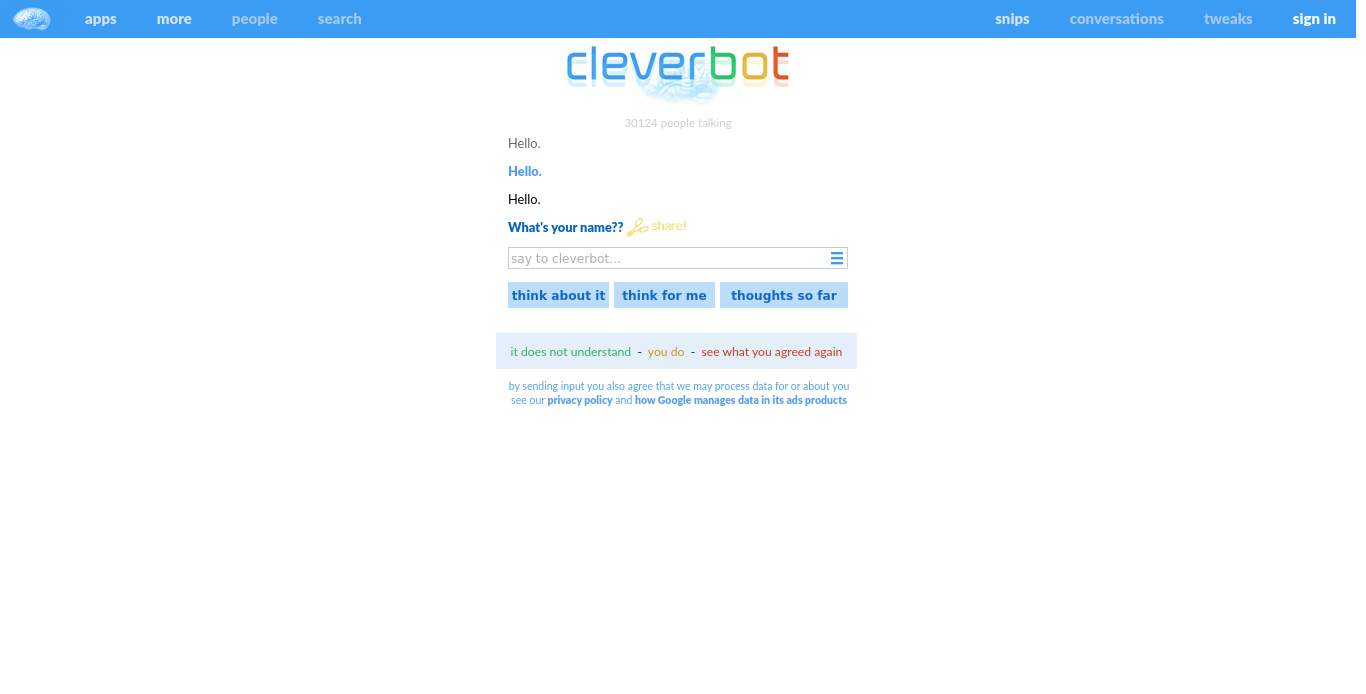 apps more people search snips conversations tweaks sign in
cleverbot
30124 people talking
Hello.
Hello.
Hello.
What's your name?? share!
say to cleverbot...
think about it think for me thoughts so far
it does not understand - you do - see what you agreed again
by sending input you also agree that we may process data for or about you
see our privacy policy and how Google manages data in its ads products